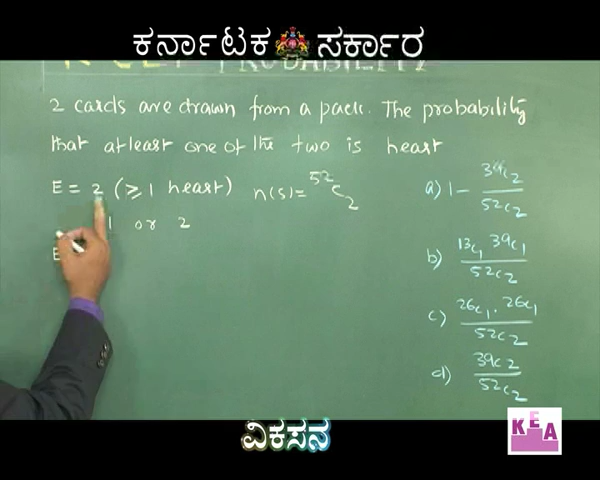 ಕರ್ನಾಟಕ ಸರ್ಕಾರ
PROBABILITY
2 cards are drawn from a pack. The probability
that atleast one of the two is heart
E = 2 (≥ 1 heart) n(s) = 52C2
1 or 2
E
a) 1 - 39C2 / 52C2
b) 13C1 39C1 / 52C2
c) 26C1 . 26C1 / 52C2
d) 39C2 / 52C2
ವಿಕಸನ
KEA